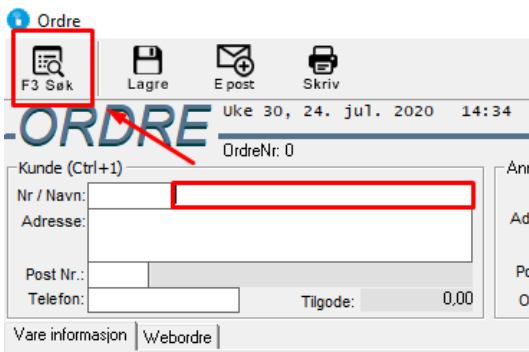 Ordre
F3 Søk Lagre E post Skriv
ORDRE Uke 30, 24. jul. 2020 14:34
OrdreNr: 0
Kunde (Ctrl+1)
Nr / Navn:
Adresse:
Post Nr.:
Telefon: Tilgode: 0,00
Vare informasjon Webordre